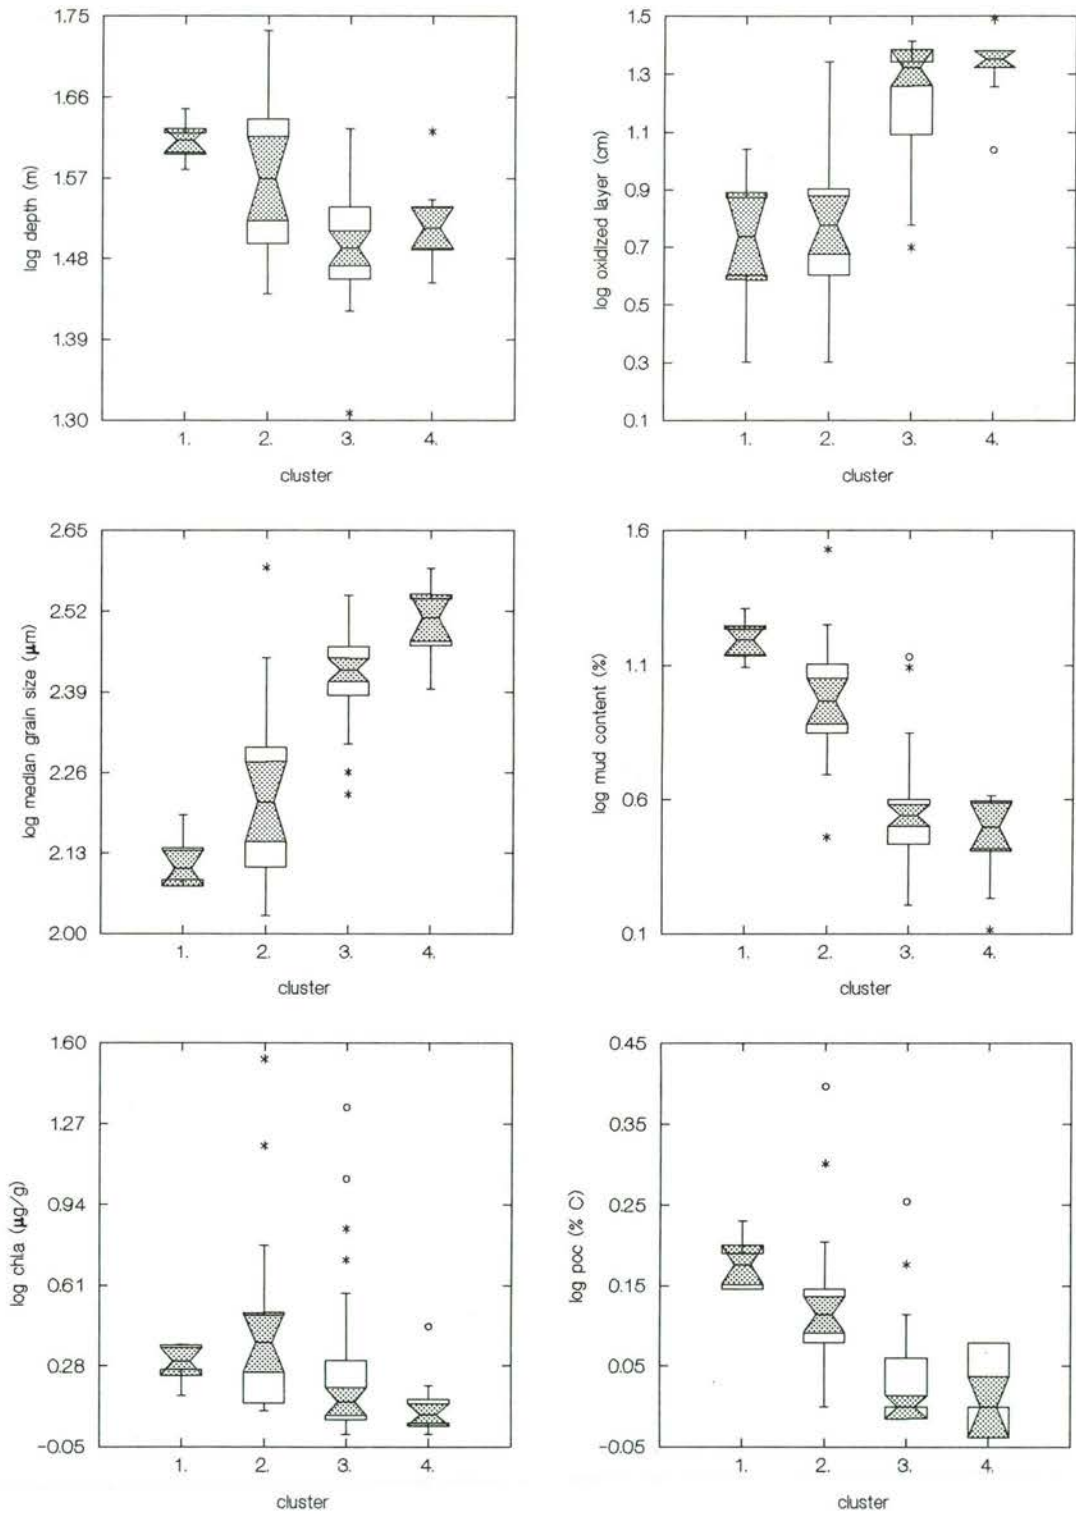 1.75
1.66
1.57
1.48
1.39
1.30
log depth (m)
1. 2. 3. 4.
cluster
1.5
1.3
1.1
0.9
0.7
0.5
0.3
0.1
log oxidized layer (cm)
1. 2. 3. 4.
cluster
2.65
2.52
2.39
2.26
2.13
2.00
log median grain size (μm)
1. 2. 3. 4.
cluster
1.6
1.1
0.6
0.1
log mud content (%)
1. 2. 3. 4.
cluster
1.60
1.27
0.94
0.61
0.28
-0.05
log chla (μg/g)
1. 2. 3. 4.
cluster
0.45
0.35
0.25
0.15
0.05
-0.05
log poc (% C)
1. 2. 3. 4.
cluster